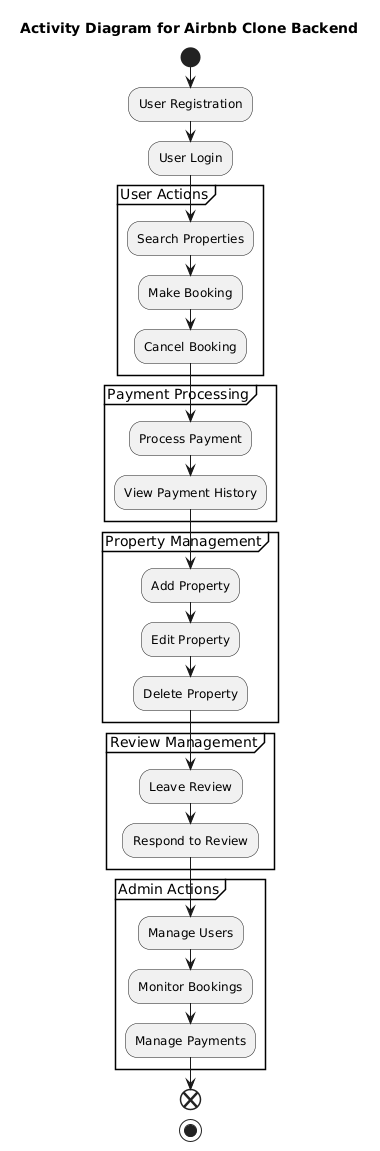 Activity Diagram for Airbnb Clone Backend
User Registration
User Login
User Actions
Search Properties
Make Booking
Cancel Booking
Payment Processing
Process Payment
View Payment History
Property Management
Add Property
Edit Property
Delete Property
Review Management
Leave Review
Respond to Review
Admin Actions
Manage Users
Monitor Bookings
Manage Payments